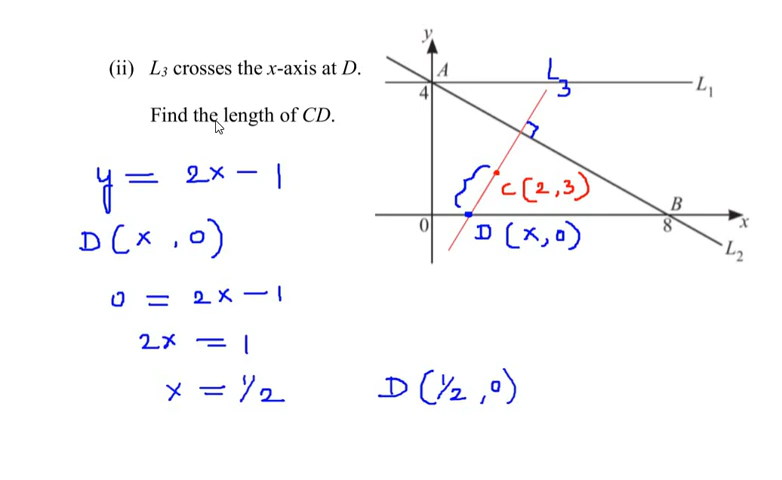 (ii) L3 crosses the x-axis at D.
Find the length of CD.
y = 2x - 1
D(x, 0)
0 = 2x - 1
2x = 1
x = 1/2
D(1/2, 0)
y
A
L3
L1
4
C(2,3)
B
0
D(x,0)
8
x
L2